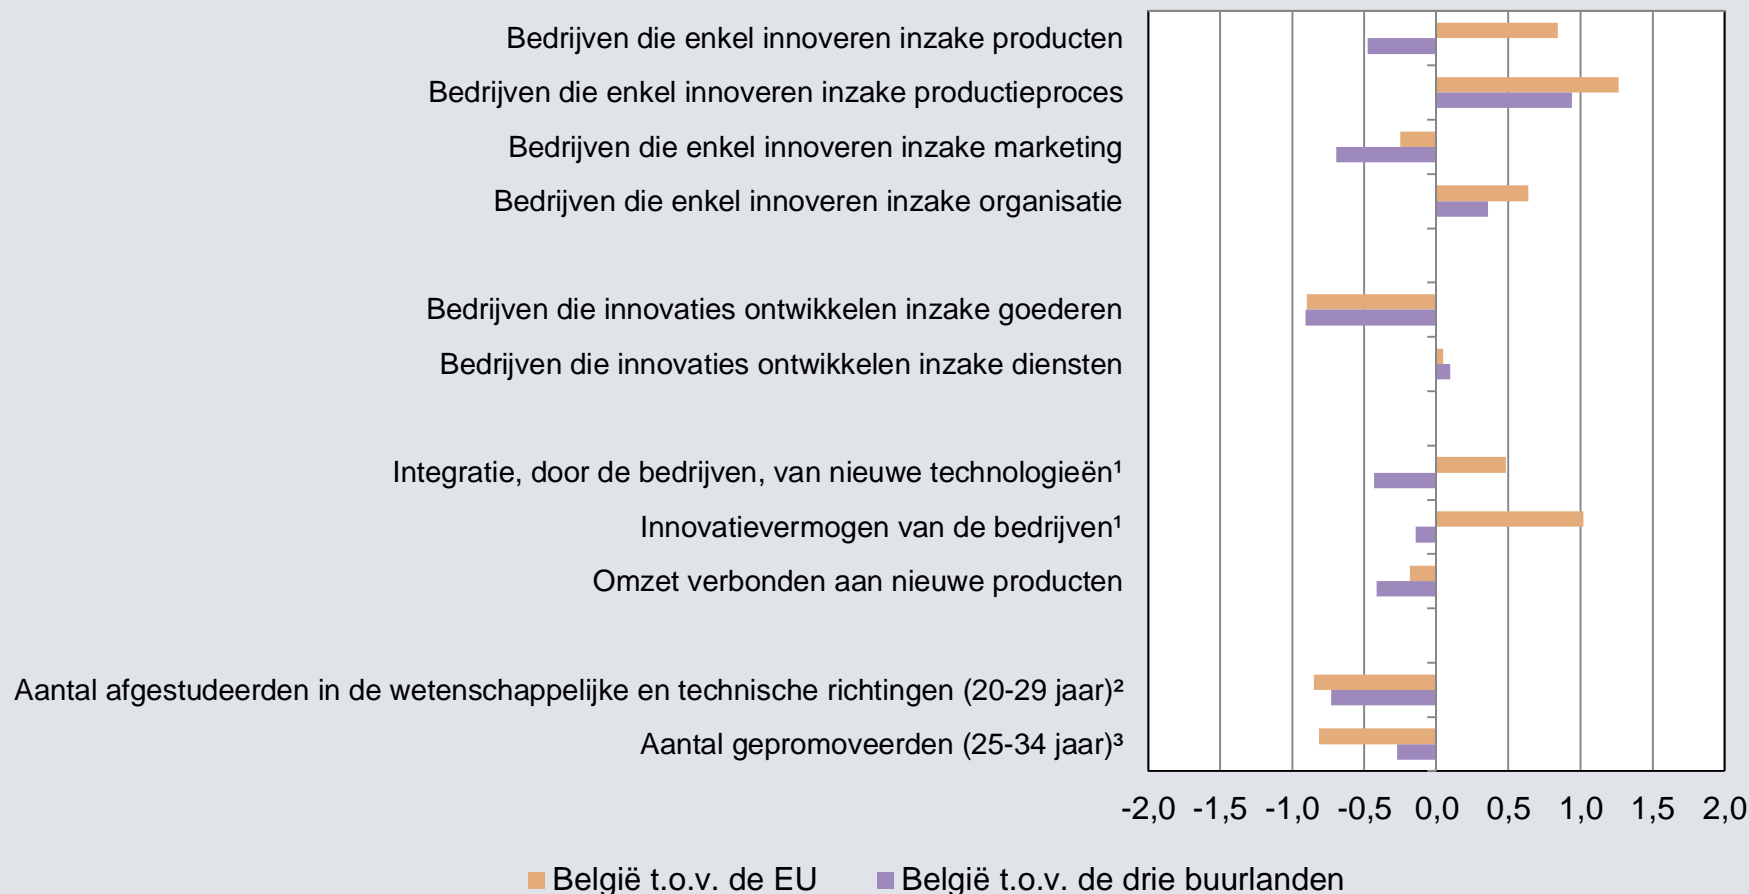 Bedrijven die enkel innoveren inzake producten
Bedrijven die enkel innoveren inzake productieproces
Bedrijven die enkel innoveren inzake marketing
Bedrijven die enkel innoveren inzake organisatie
Bedrijven die innovaties ontwikkelen inzake goederen
Bedrijven die innovaties ontwikkelen inzake diensten
Integratie, door de bedrijven, van nieuwe technologieën¹
Innovatievermogen van de bedrijven¹
Omzet verbonden aan nieuwe producten
Aantal afgestudeerden in de wetenschappelijke en technische richtingen (20-29 jaar)²
Aantal gepromoveerden (25-34 jaar)³
-2,0 -1,5 -1,0 -0,5 0,0 0,5 1,0 1,5 2,0
België t.o.v. de EU België t.o.v. de drie buurlanden